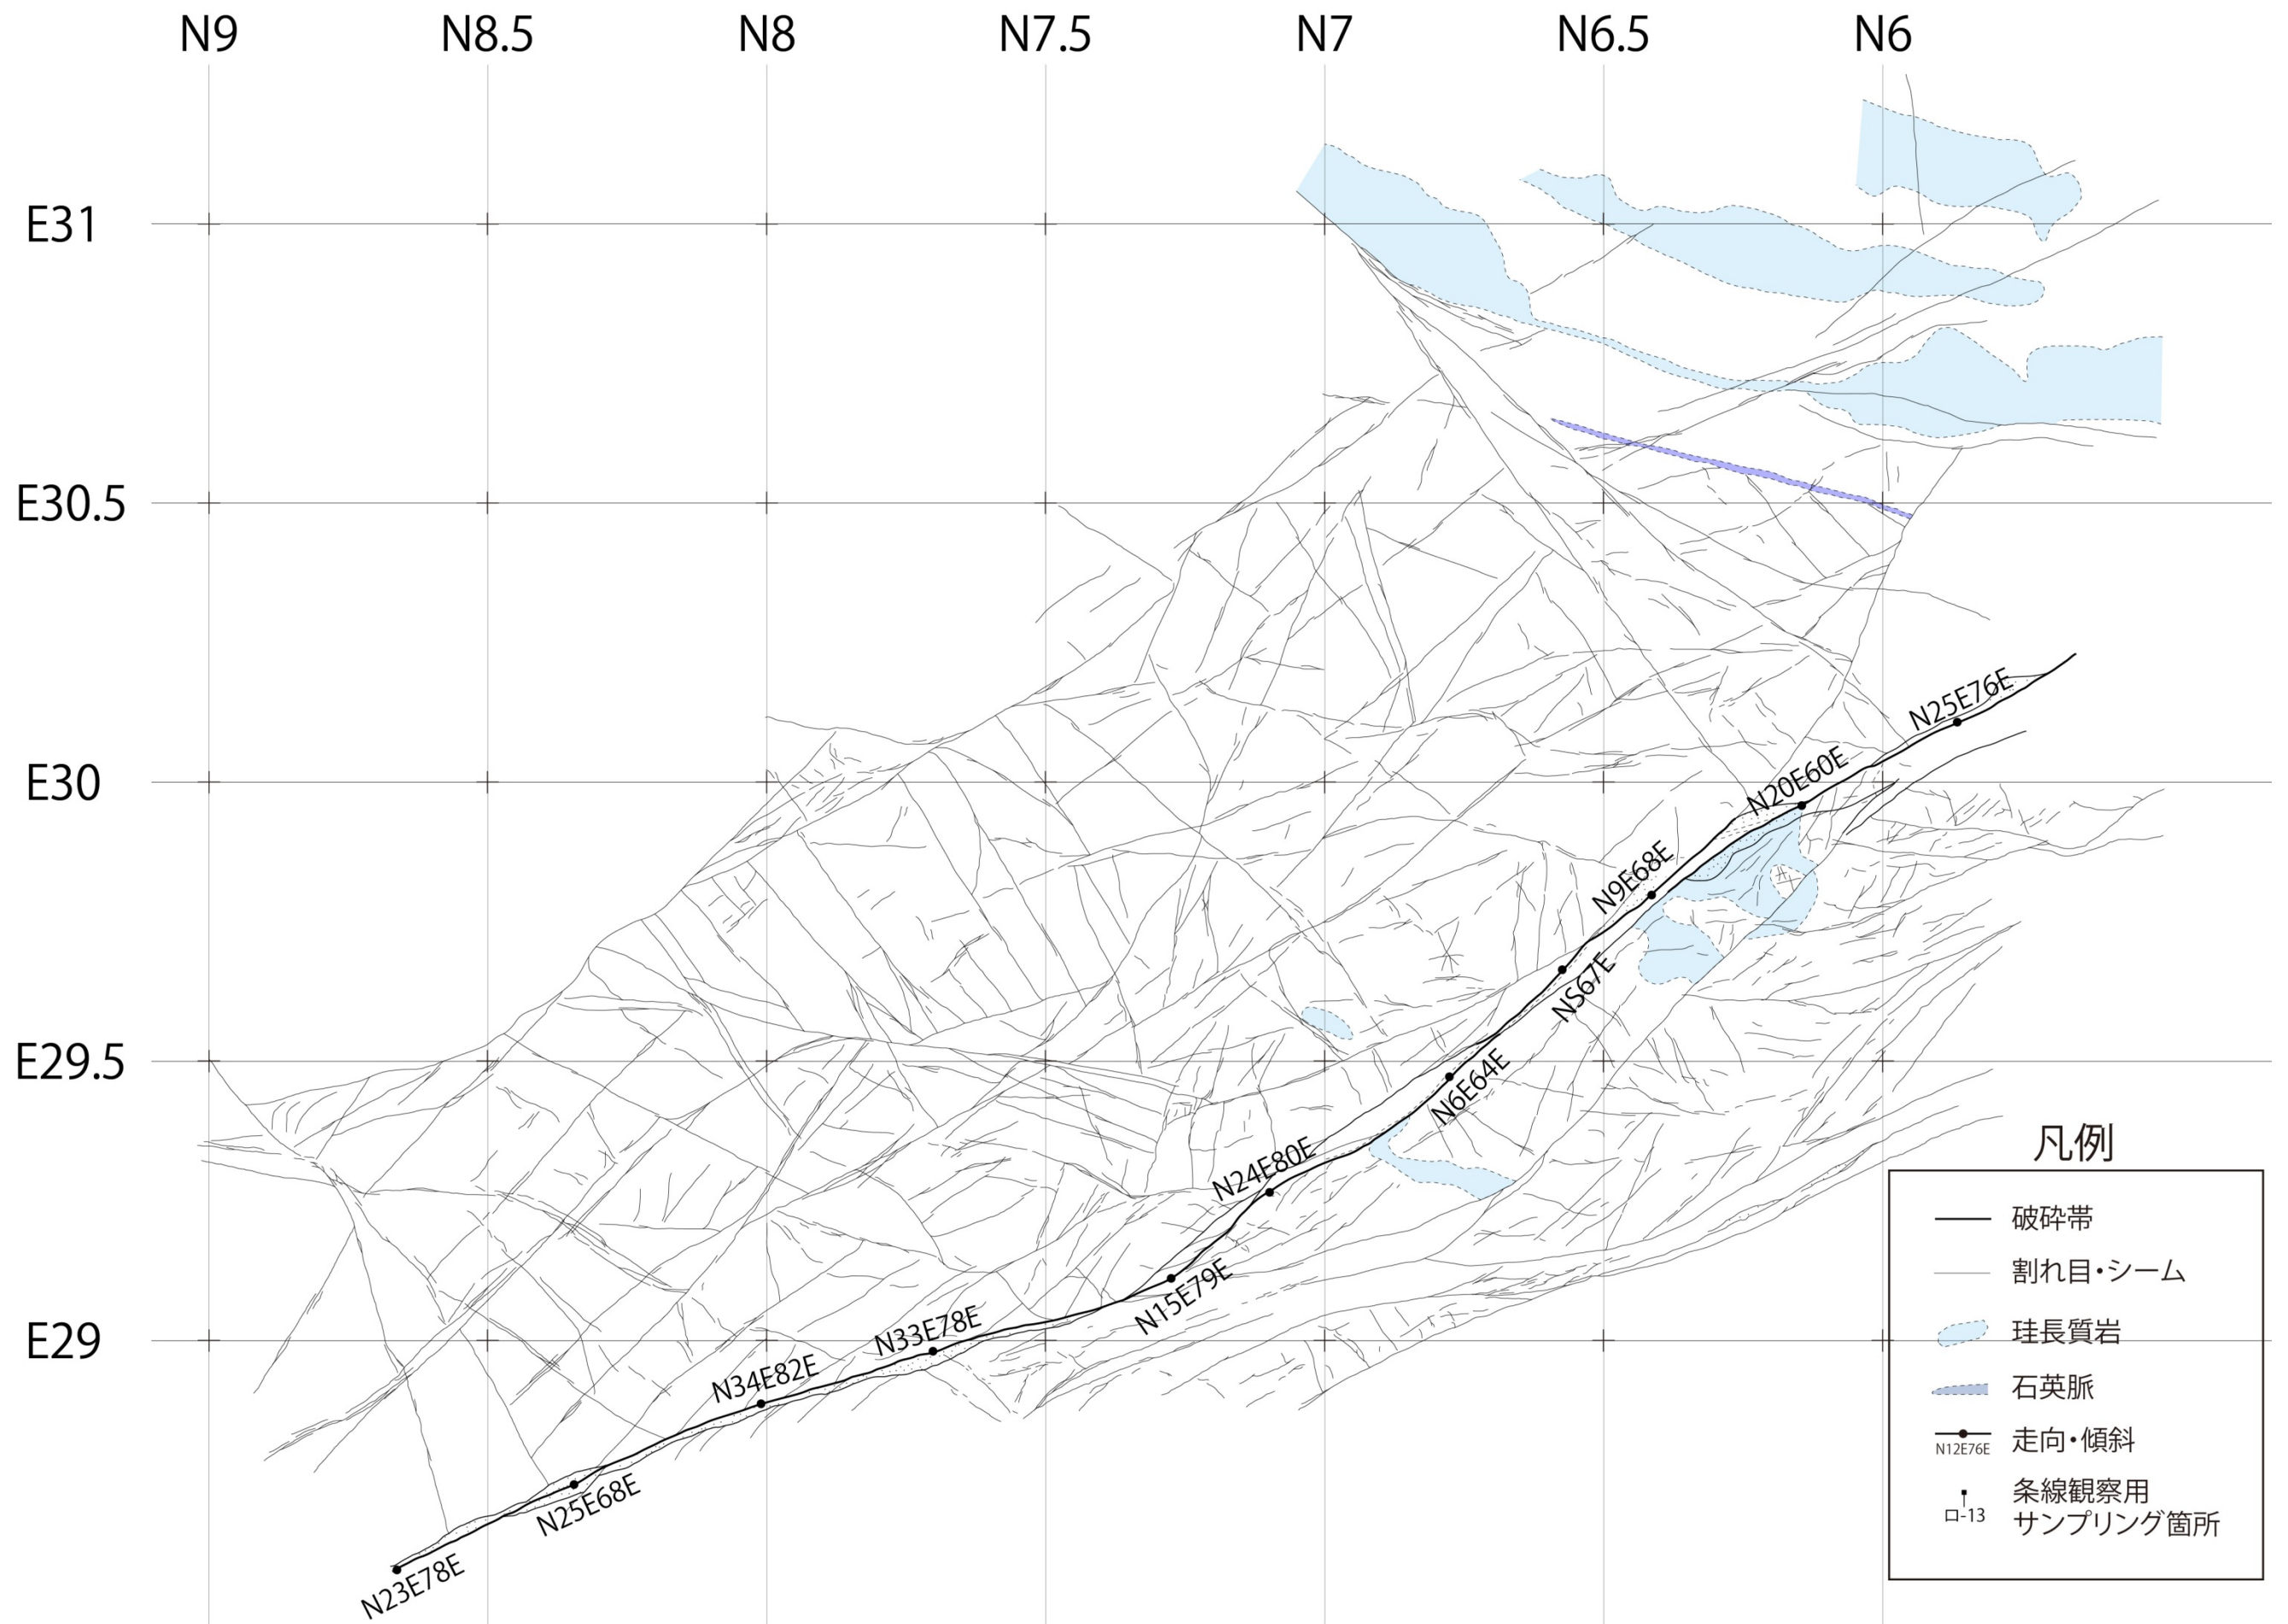 N9 N8.5 N8 N7.5 N7 N6.5 N6
E31
E30.5
N25E76E
E30
N20E60E
N9E68E
NS67E
E29.5
N6E64E
N24E80E
N15E79E
E29
N33E78E
N34E82E
N25E68E
N23E78E
凡例
破砕帯
割れ目・シーム
珪長質岩
石英脈
N12E76E 走向・傾斜
ロ-13 条線観察用
サンプリング箇所